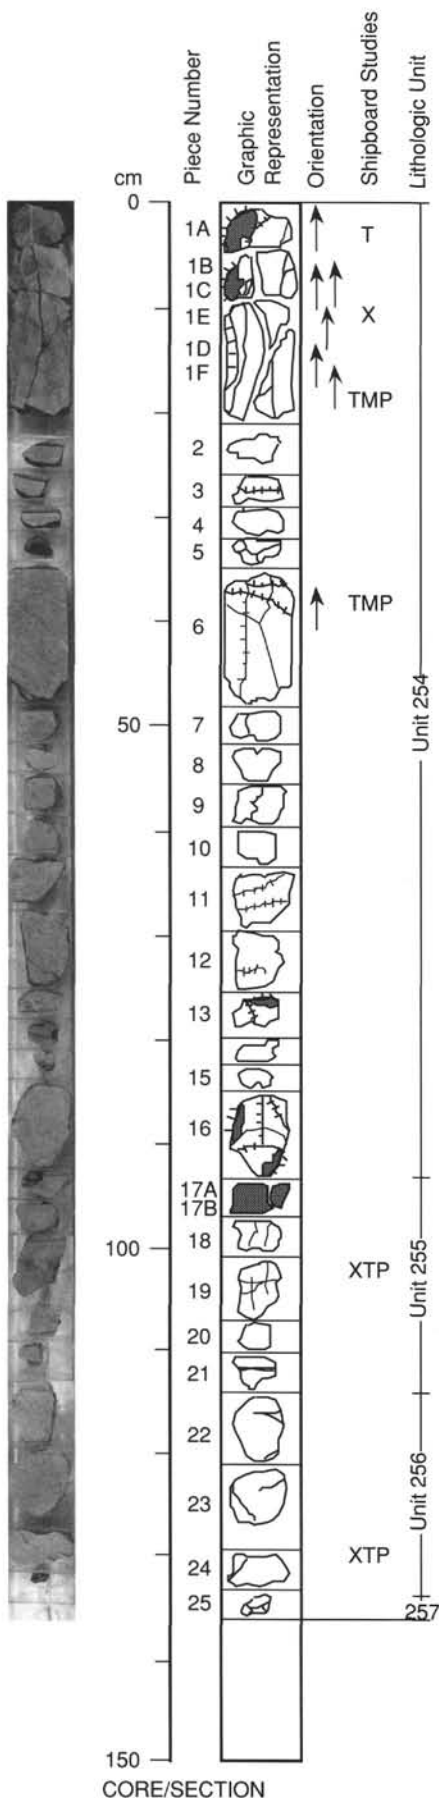 cm
Piece Number
Graphic
Representation
Orientation
Shipboard Studies
Lithologic Unit
0
1A
T
1B
1C
1E
X
1D
1F
TMP
2
3
4
5
TMP
6
Unit 254
50
7
8
9
10
11
12
13
15
16
17A
17B
18
100
XTP
19
Unit 255
20
21
22
Unit 256
23
XTP
24
25
257
150
CORE/SECTION